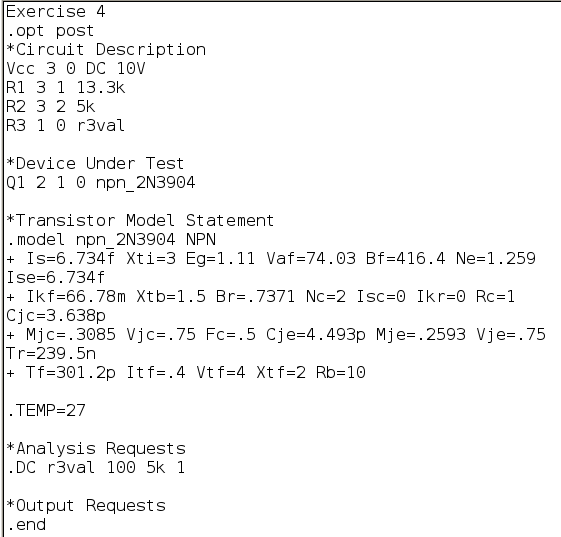 Exercise 4
.opt post
*Circuit Description
Vcc 3 0 DC 10V
R1 3 1 13.3k
R2 3 2 5k
R3 1 0 r3val
*Device Under Test
Q1 2 1 0 npn_2N3904
*Transistor Model Statement
.model npn_2N3904 NPN
+ Is=6.734f Xti=3 Eg=1.11 Vaf=74.03 Bf=416.4 Ne=1.259
Ise=6.734f
+ Ikf=66.78m Xtb=1.5 Br=.7371 Nc=2 Isc=0 Ikr=0 Rc=1
Cjc=3.638p
+ Mjc=.3085 Vjc=.75 Fc=.5 Cje=4.493p Mje=.2593 Vje=.75
Tr=239.5n
+ Tf=301.2p Itf=.4 Vtf=4 Xtf=2 Rb=10
.TEMP=27
*Analysis Requests
.DC r3val 100 5k 1
*Output Requests
.end